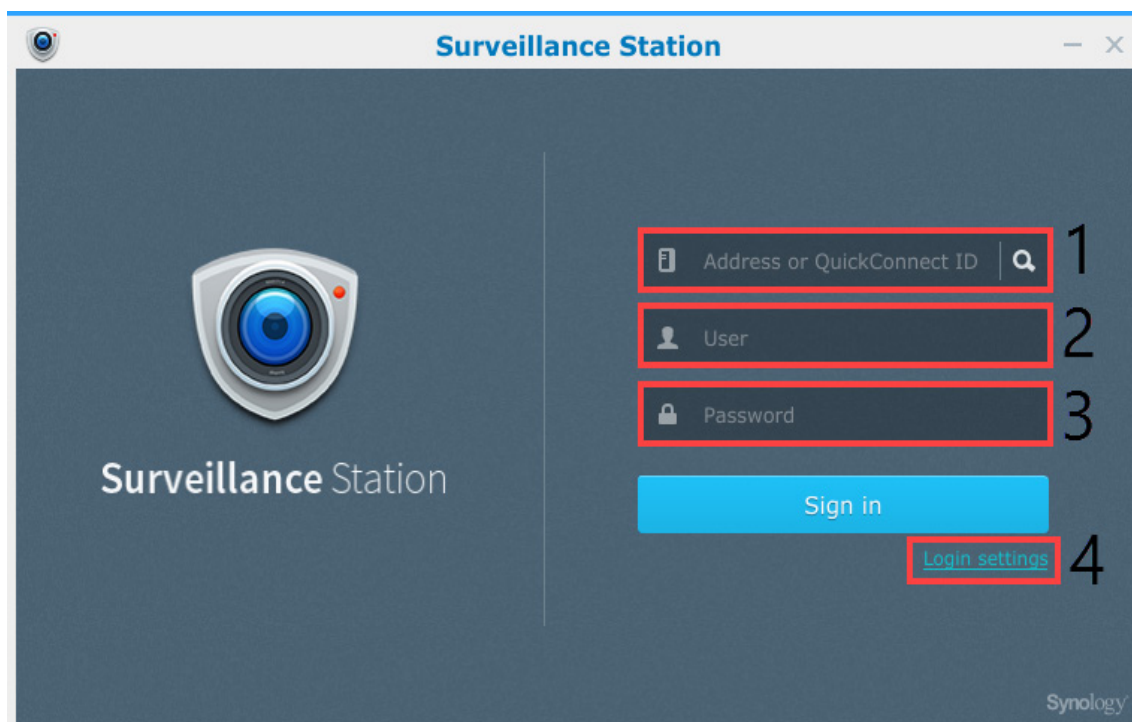 Surveillance Station
Address or QuickConnect ID
1
User
2
Password
3
Surveillance Station
Sign in
Login settings
4
Synology